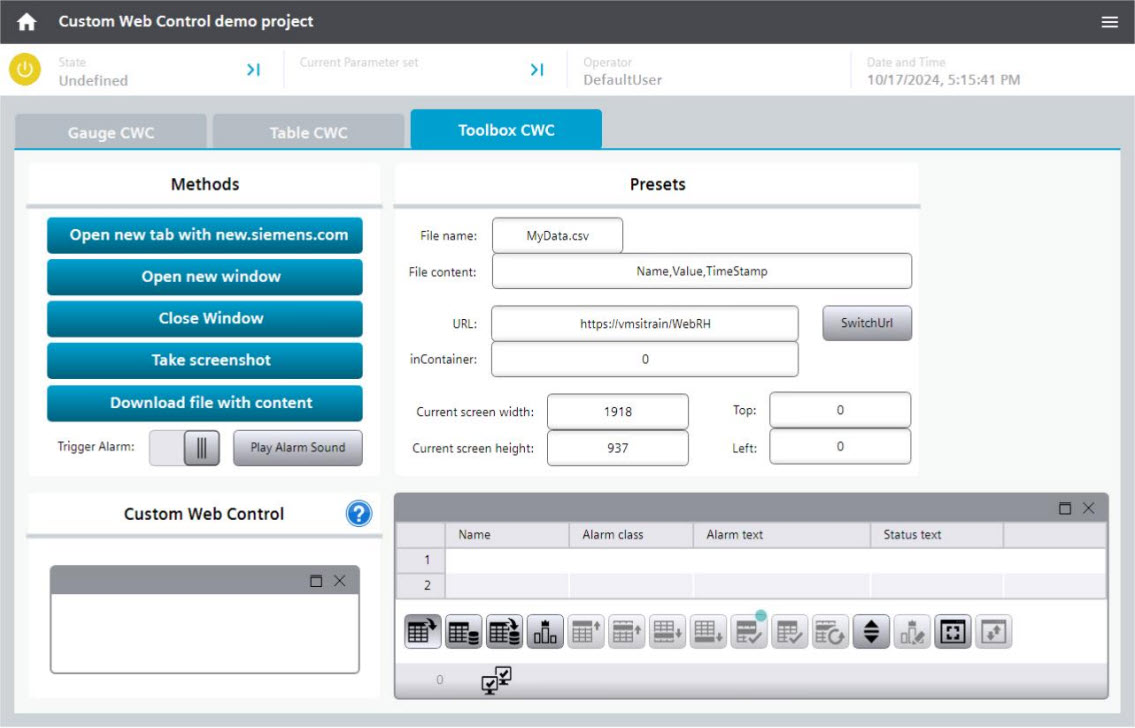 Custom Web Control demo project
State
Undefined
Current Parameter set
Operator
DefaultUser
Date and Time
10/17/2024, 5:15:41 PM
Gauge CWC
Table CWC
Toolbox CWC
Methods
Open new tab with new.siemens.com
Open new window
Close Window
Take screenshot
Download file with content
Trigger Alarm:
Play Alarm Sound
Presets
File name:
MyData.csv
File content:
Name,Value,TimeStamp
URL:
https://vmsitrain/WebRH
SwitchUrl
inContainer:
0
Current screen width:
1918
Top:
0
Current screen height:
937
Left:
0
Custom Web Control
?
Name
Alarm class
Alarm text
Status text
1
2
0